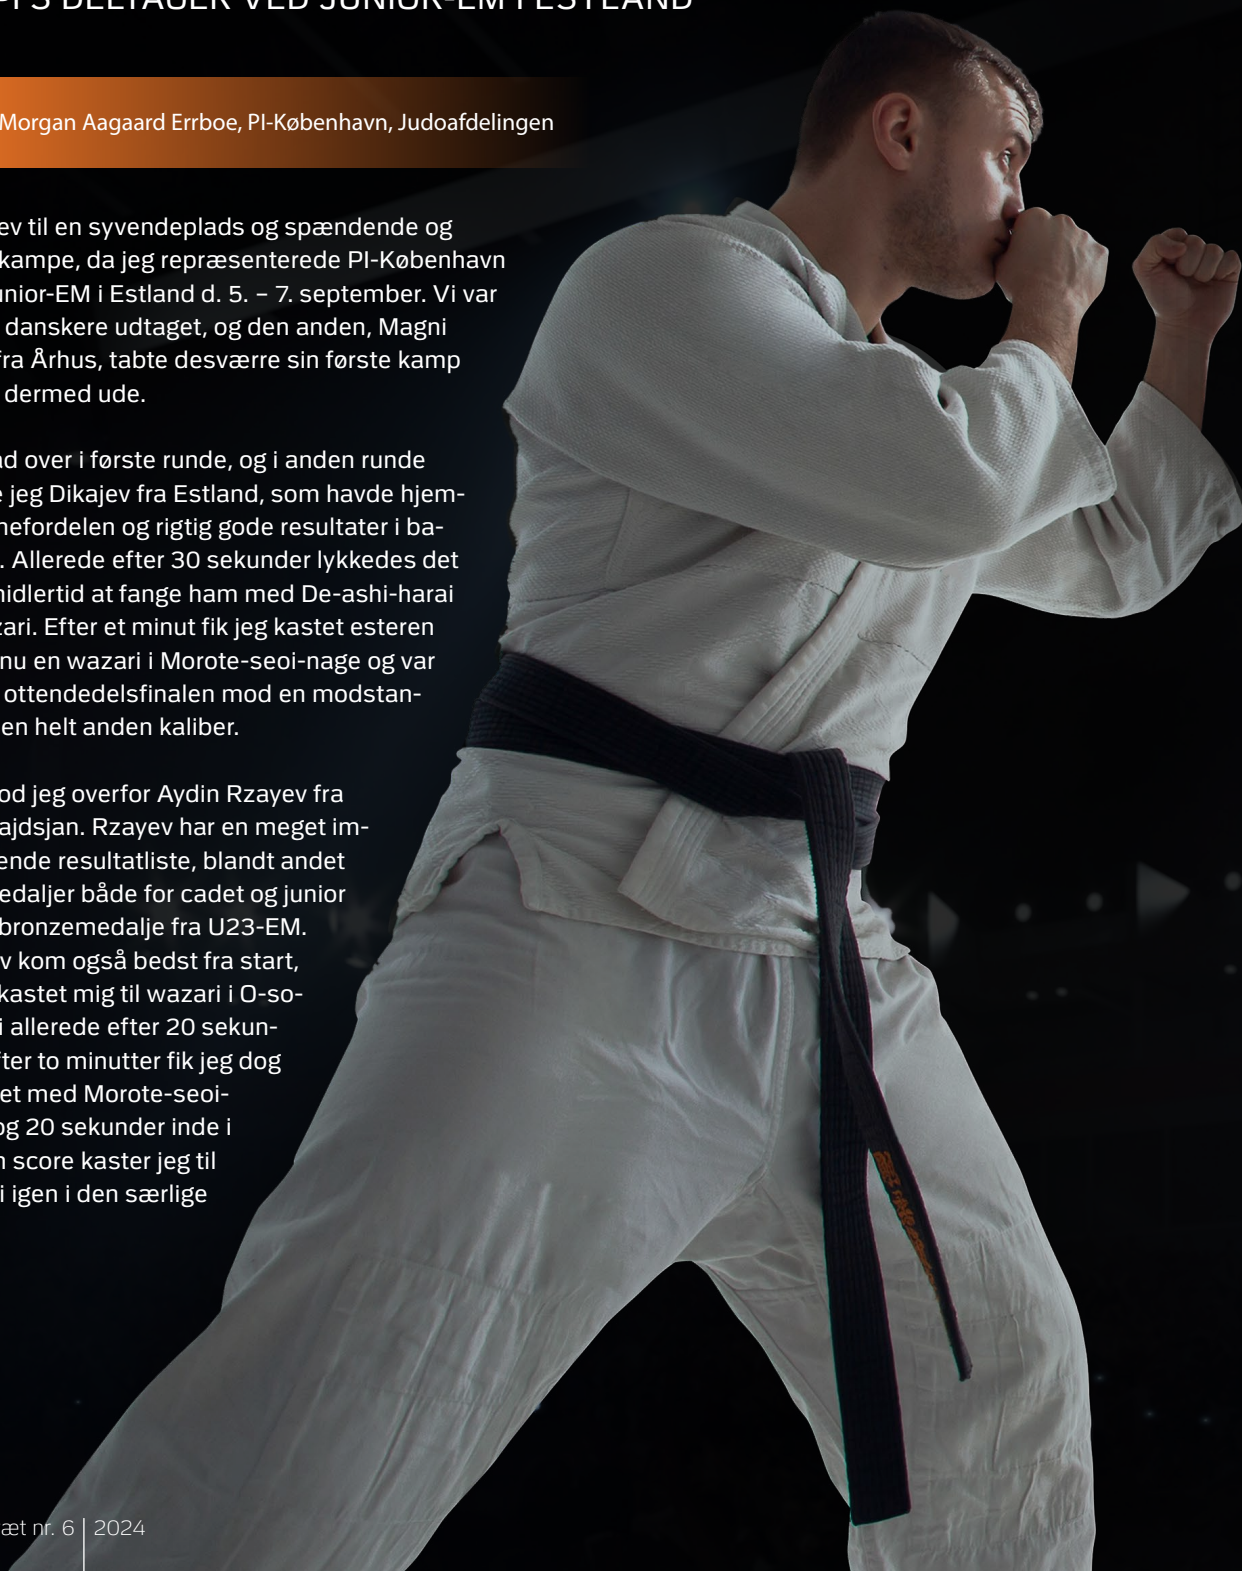 PI'S DELTAGER VED JUNIOR-EM I ESTLAND
Morgan Aagaard Errboe, PI-København, Judoafdelingen
ev til en syvendeplads og spændende og
kampe, da jeg repræsenterede PI-København
unior-EM i Estland d. 5. – 7. september. Vi var
danskere udtaget, og den anden, Magni
fra Århus, tabte desværre sin første kamp
dermed ude.
ad over i første runde, og i anden runde
e jeg Dikajev fra Estland, som havde hjem-
nefordelen og rigtig gode resultater i ba-
. Allerede efter 30 sekunder lykkedes det
midlertid at fange ham med De-ashi-harai
zari. Efter et minut fik jeg kastet esteren
nu en wazari i Morote-seoi-nage og var
ottendedelsfinalen mod en modstan-
en helt anden kaliber.
od jeg overfor Aydin Rzayev fra
ajdsjan. Rzayev har en meget im-
ende resultatliste, blandt andet
edaljer både for cadet og junior
bronzemedalje fra U23-EM.
v kom også bedst fra start,
kastet mig til wazari i O-so-
i allerede efter 20 sekun-
fter to minutter fik jeg dog
et med Morote-seoi-
og 20 sekunder inde i
n score kaster jeg til
i igen i den særlige
æt nr. 6 | 2024